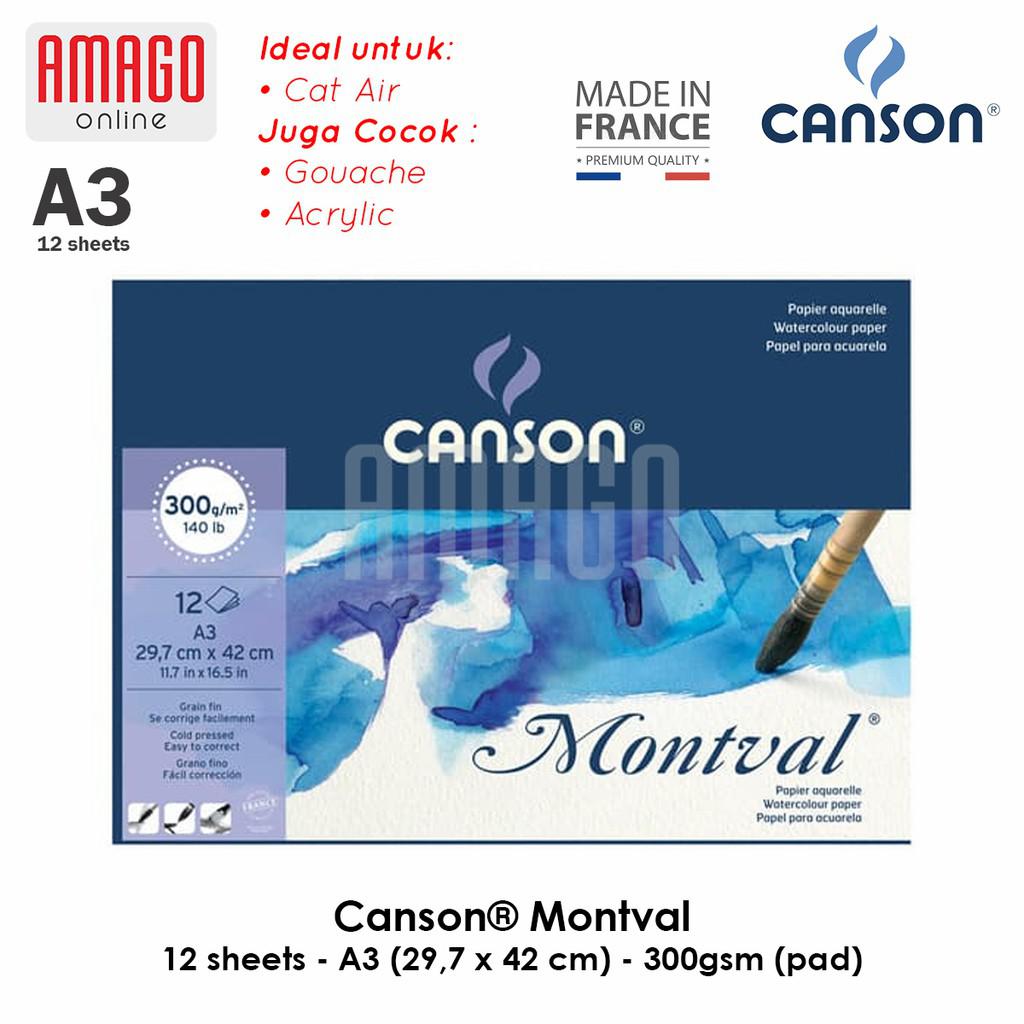 AMAGO
online
A3
12 sheets
Ideal untuk:
• Cat Air
Juga Cocok :
• Gouache
• Acrylic
MADE IN
FRANCE
★ PREMIUM QUALITY ★
CANSON®
Papier aquarelle
Watercolour paper
Papel para acuarela
CANSON®
AMAGO
300g/m²
140 lb
12
A3
29,7 cm x 42 cm
11.7 in x 16.5 in
Grain fin
Se corrige facilement
Cold pressed
Easy to correct
Grano fino
Fácil corrección
FRANCE
Montval®
Papier aquarelle
Watercolour paper
Papel para acuarela
Canson® Montval
12 sheets - A3 (29,7 x 42 cm) - 300gsm (pad)